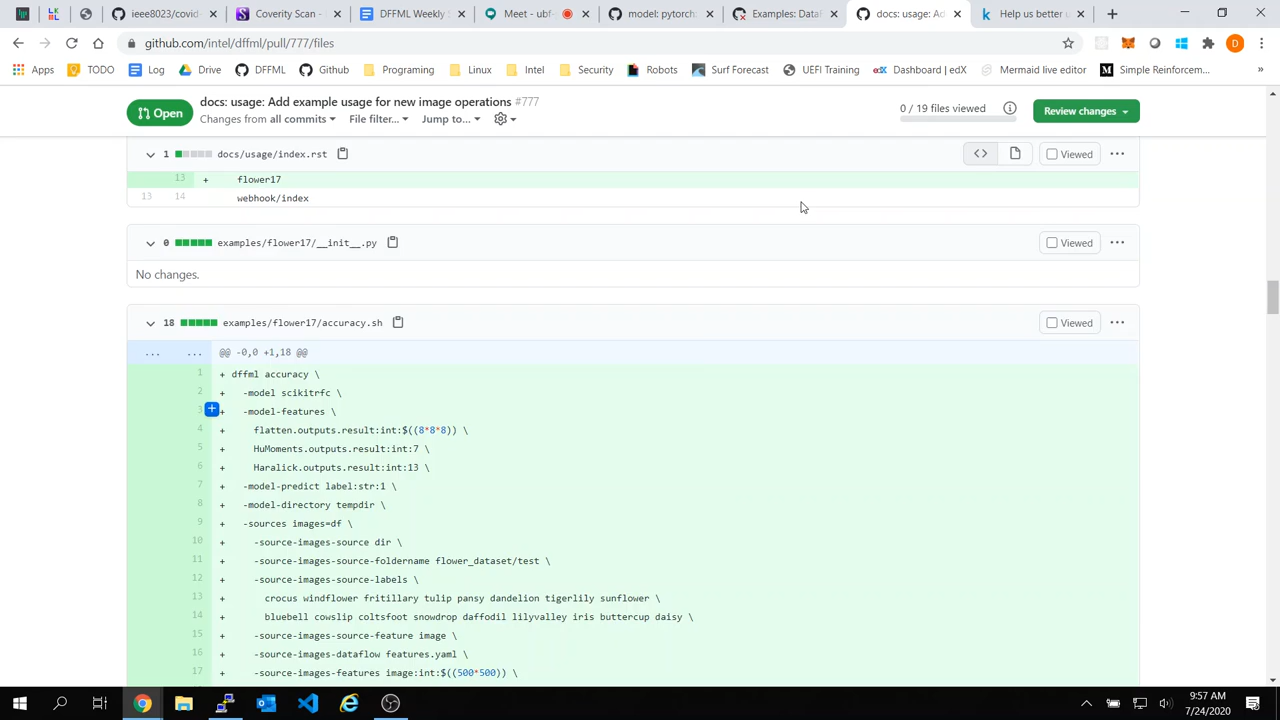 ieee8023/covid-
Coverity Scan -
DFFML Weekly
Meet - ubf-
model: pytorch:
Examples: Data
docs: usage: Ad
Help us better u
github.com/intel/dffml/pull/777/files
D
Apps
TODO
Log
Drive
DFFML
Github
Programing
Linux
Intel
Security
Robots
Surf Forecast
UEFI Training
Dashboard | edX
Mermaid live editor
Simple Reinforcem...
»
Open
docs: usage: Add example usage for new image operations #777
Changes from all commits
File filter...
Jump to...
0 / 19 files viewed
Review changes
1 docs/usage/index.rst
Viewed
13 + flower17
13 14 webhook/index
0 examples/flower17/__init__.py
Viewed
No changes.
18 examples/flower17/accuracy.sh
Viewed
... ... @@ -0,0 +1,18 @@
1 + dffml accuracy \
2 + -model scikitrfc \
3 + -model-features \
4 + flatten.outputs.result:int:$((8*8*8)) \
5 + HuMoments.outputs.result:int:7 \
6 + Haralick.outputs.result:int:13 \
7 + -model-predict label:str:1 \
8 + -model-directory tempdir \
9 + -sources images=df \
10 + -source-images-source dir \
11 + -source-images-source-foldername flower_dataset/test \
12 + -source-images-source-labels \
13 + crocus windflower fritillary tulip pansy dandelion tigerlily sunflower \
14 + bluebell cowslip coltsfoot snowdrop daffodil lilyvalley iris buttercup daisy \
15 + -source-images-source-feature image \
16 + -source-images-dataflow features.yaml \
17 + -source-images-features image:int:$((500*500)) \
9:57 AM
7/24/2020